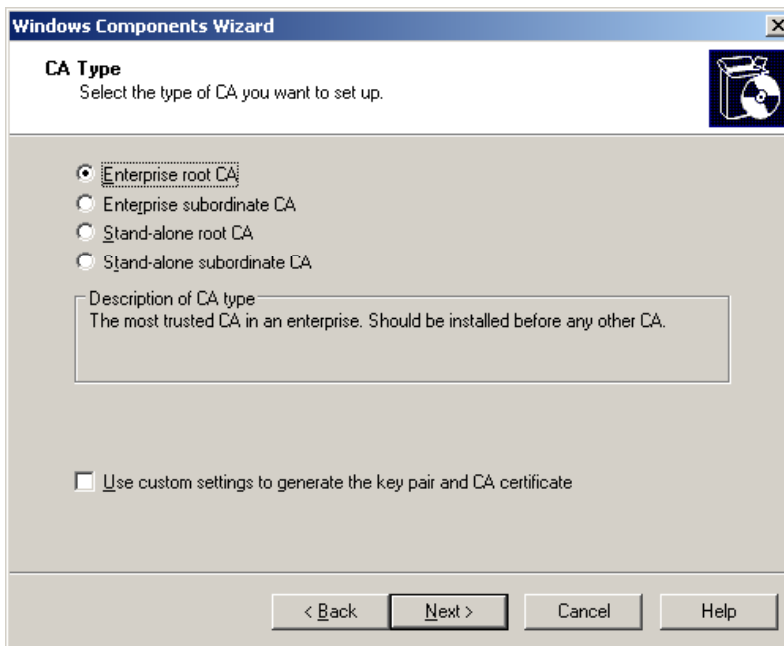 Windows Components Wizard
CA Type
Select the type of CA you want to set up.
Enterprise root CA
Enterprise subordinate CA
Stand-alone root CA
Stand-alone subordinate CA
Description of CA type
The most trusted CA in an enterprise. Should be installed before any other CA.
Use custom settings to generate the key pair and CA certificate
< Back Next > Cancel Help